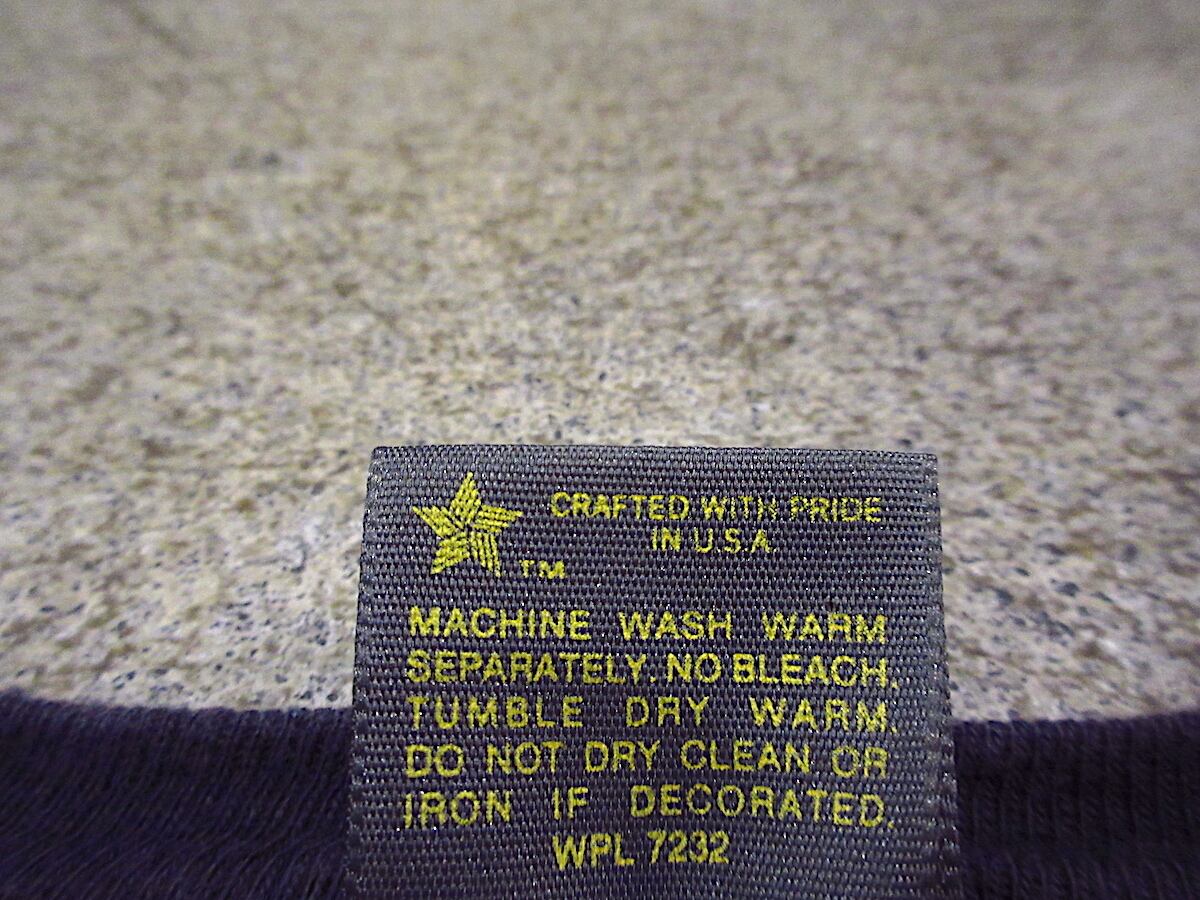 CRAFTED WITH PRIDE
IN U.S.A.
TM
MACHINE WASH WARM
SEPARATELY. NO BLEACH.
TUMBLE DRY WARM.
DO NOT DRY CLEAN OR
IRON IF DECORATED.
WPL 7232